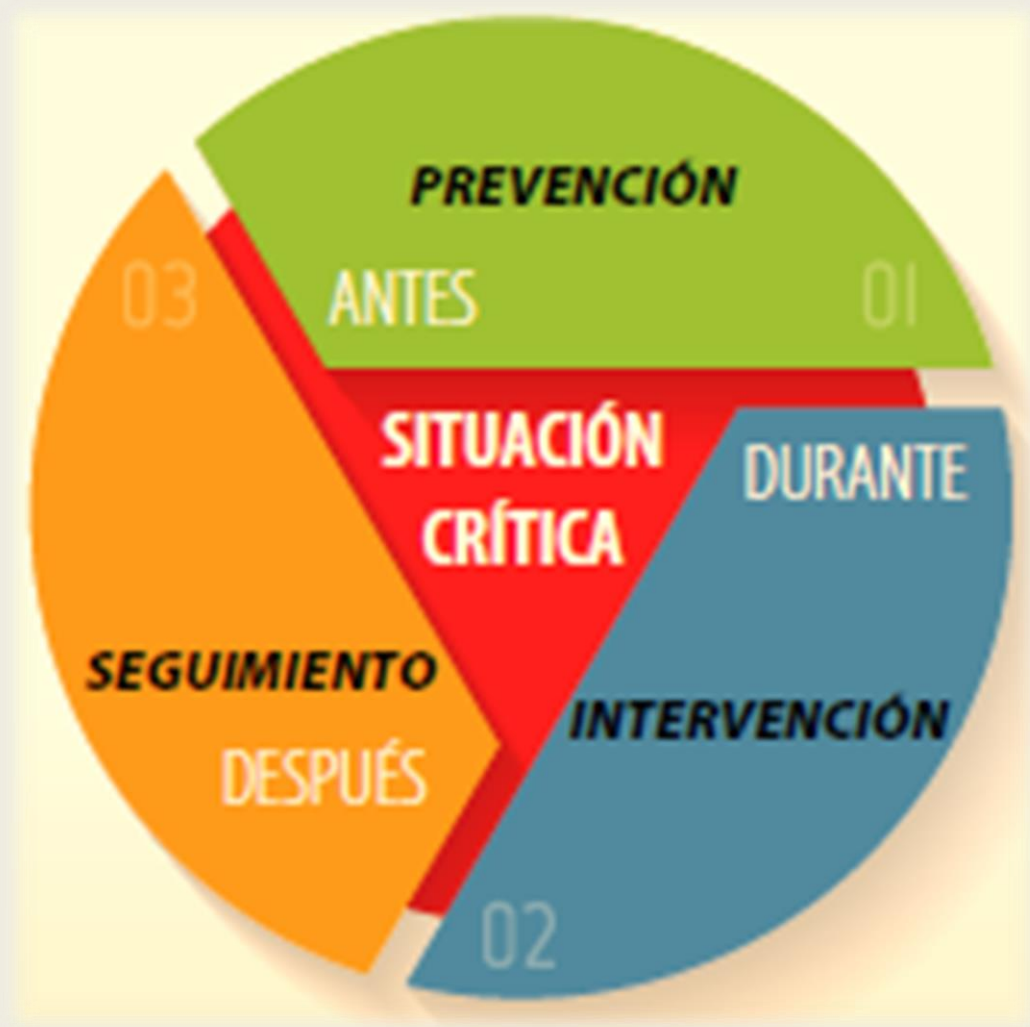 PREVENCIÓN
ANTES
01
SITUACIÓN
CRÍTICA
DURANTE
INTERVENCIÓN
02
03
SEGUIMIENTO
DESPUÉS